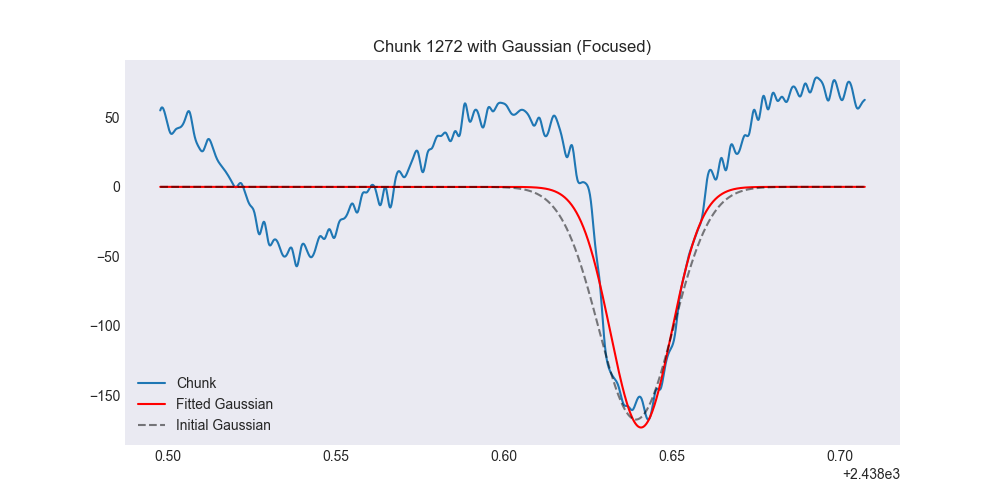 Chunk 1272 with Gaussian (Focused)
50
0
−50
−100
−150
Chunk
Fitted Gaussian
Initial Gaussian
0.50 0.55 0.60 0.65 0.70
+2.438e3